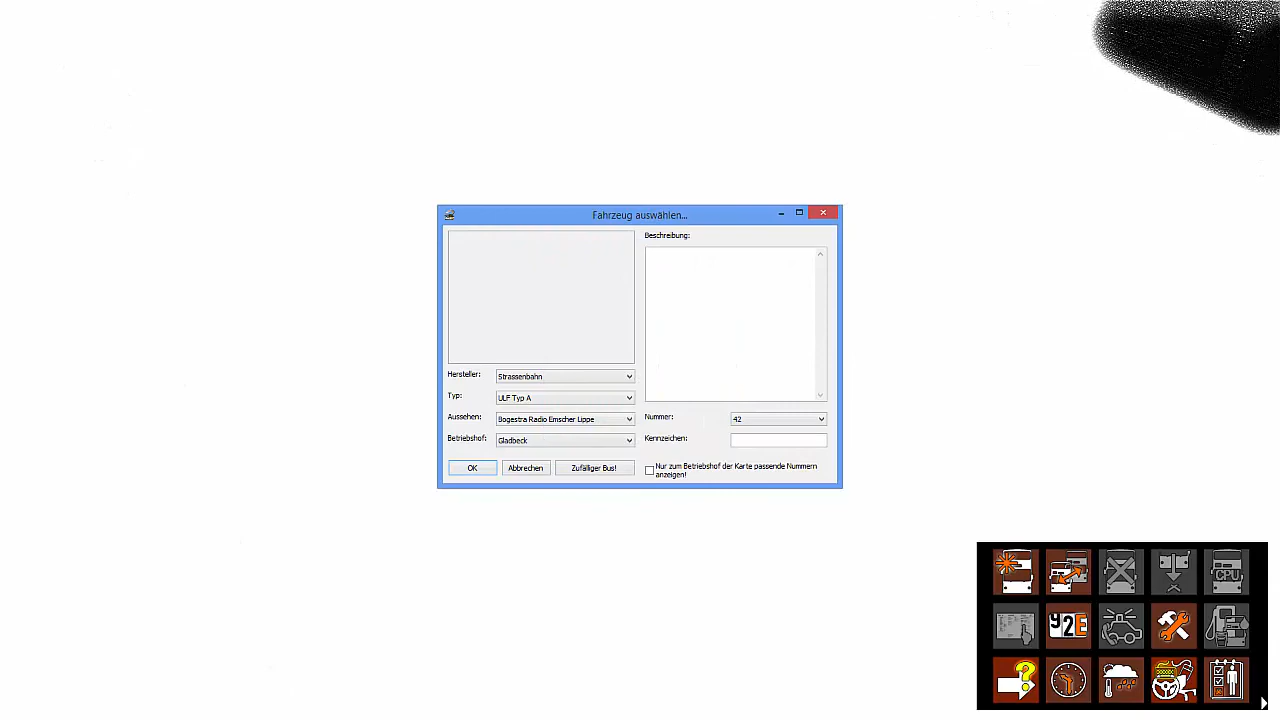 Fahrzeug auswählen...
Beschreibung:
Hersteller:
Strassenbahn
Typ:
ULF Typ A
Aussehen:
Bogestra Radio Emscher Lippe
Nummer:
42
Betriebshof:
Gladbeck
Kennzeichen:
OK
Abbrechen
Zufälliger Bus!
Nur zum Betriebshof der Karte passende Nummern
anzeigen!
CPU
92E
?